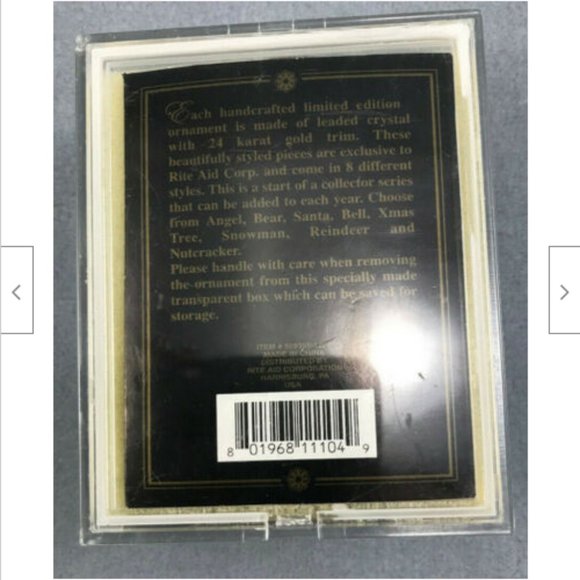 Each handcrafted limited edition
ornament is made of leaded crystal
with 24 karat gold trim. These
beautifully styled pieces are exclusive to
Rite Aid Corp. and come in 8 different
styles. This is a start of a collector series
that can be added to each year. Choose
from Angel, Bear, Santa, Bell, Xmas
Tree, Snowman, Reindeer and
Nutcracker.
Please handle with care when removing
the ornament from this specially made
transparent box which can be saved for
storage.
ITEM #
MADE IN CHINA
DISTRIBUTED BY
RITE AID CORPORATION
HARRISBURG, PA
USA
8 01968 11104 9